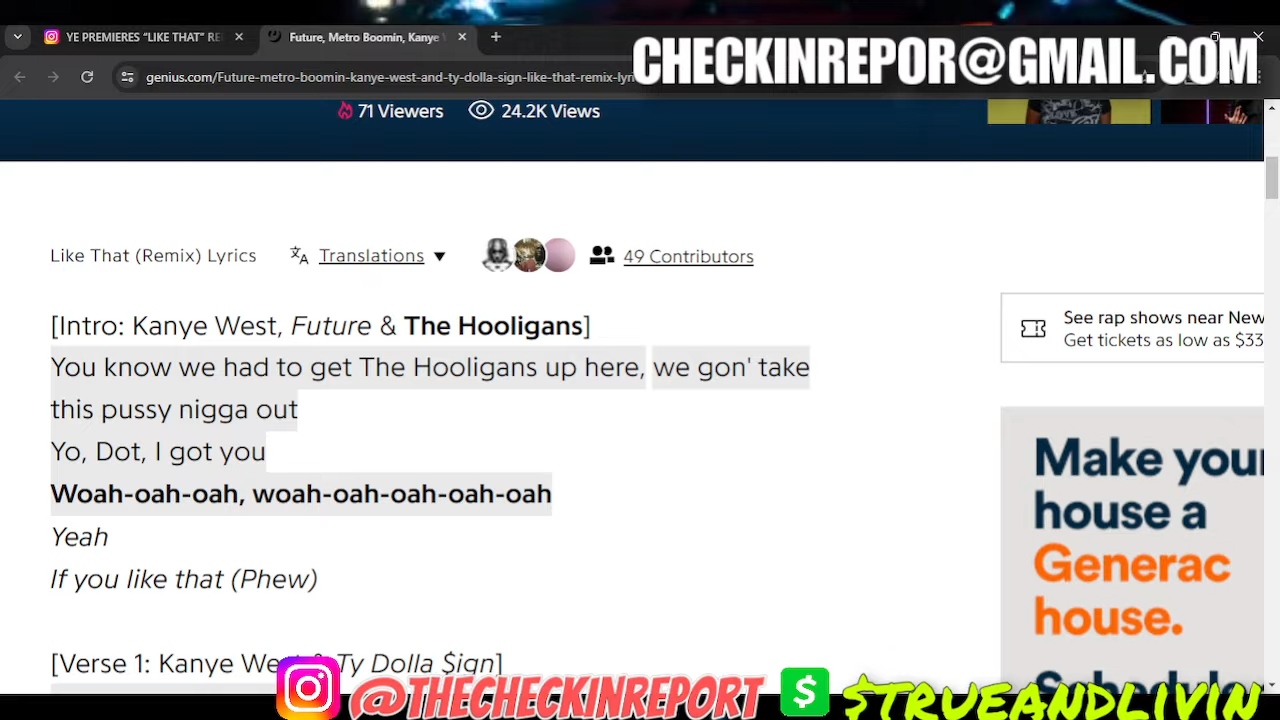 YE PREMIERES “LIKE THAT” RE
Future, Metro Boomin, Kanye
CHECKINREPOR@GMAIL.COM
genius.com/Future-metro-boomin-kanye-west-and-ty-dolla-sign-like-that-remix-lyri
71 Viewers
24.2K Views
Like That (Remix) Lyrics
Translations
49 Contributors
[Intro: Kanye West, Future & The Hooligans]
You know we had to get The Hooligans up here, we gon' take
this pussy nigga out
Yo, Dot, I got you
Woah-oah-oah, woah-oah-oah-oah-oah
Yeah
If you like that (Phew)
[Verse 1: Kanye West & Ty Dolla $ign]
See rap shows near New
Get tickets as low as $33
Make your
house a
Generac
house.
Schedule
@THECHECKINREPORT
$TRUEANDLIVIN